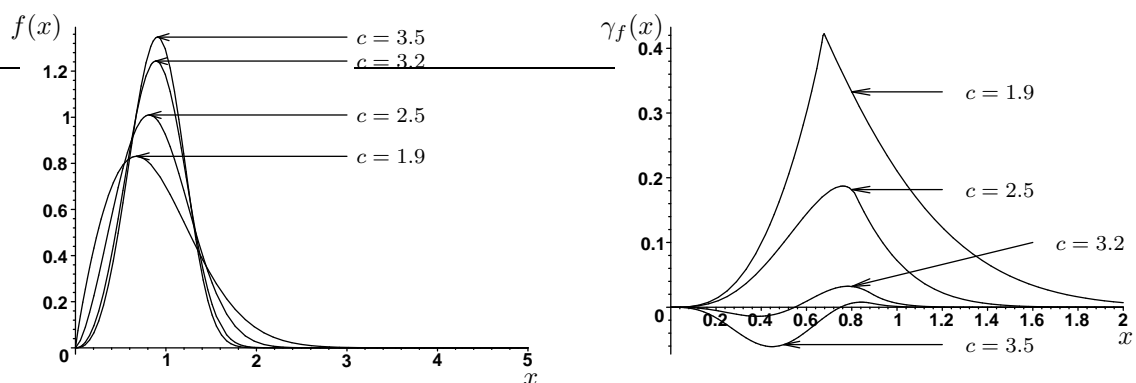 f(x)
c = 3.5
c = 3.2
c = 2.5
c = 1.9
1.2
1
0.8
0.6
0.4
0.2
0
1 2 3 4 5
x
γf(x)
0.4
0.3
0.2
0.1
0
c = 1.9
c = 2.5
c = 3.2
c = 3.5
0.2 0.4 0.6 0.8 1 1.2 1.4 1.6 1.8 2
x